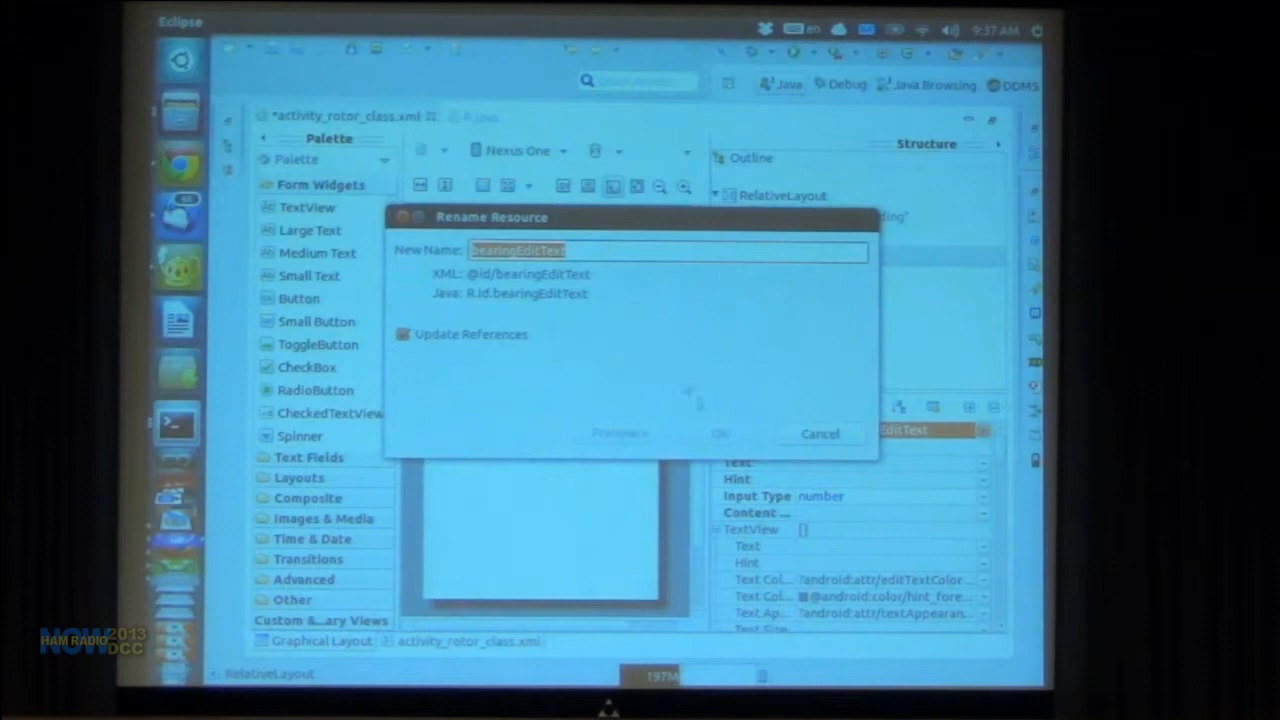 Eclipse
en
9:37 AM
Java
Debug
Java Browsing
DDMS
*activity_rotor_class.xml
R.java
Palette
Palette
Nexus One
Structure
Outline
RelativeLayout
Form Widgets
TextView
Large Text
Medium Text
Small Text
Button
Small Button
ToggleButton
CheckBox
RadioButton
CheckedTextView
Spinner
Text Fields
Layouts
Composite
Images & Media
Time & Date
Transitions
Advanced
Other
Custom &...ary Views
Rename Resource
New Name: bearingEditText
XML: @id/bearingEditText
Java: R.id.bearingEditText
Update References
Cancel
EditText
Text
Hint
Input Type number
Content ...
TextView []
Text
Hint
Text Col... ?android:attr/editTextColor
Text Col... @android:color/hint_fore...
Text Ap... ?android:attr/textAppearan...
Text Size
Graphical Layout
activity_rotor_class.xml
RelativeLayout
197M
HAM RADIO
NOW
2013
DCC